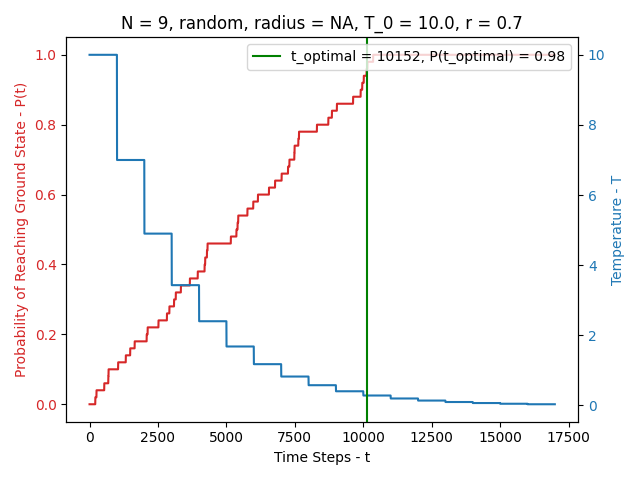 N = 9, random, radius = NA, T_0 = 10.0, r = 0.7
t_optimal = 10152, P(t_optimal) = 0.98
Probability of Reaching Ground State - P(t)
1.0
0.8
0.6
0.4
0.2
0.0
10
8
6
4
2
0
Temperature - T
0 2500 5000 7500 10000 12500 15000 17500
Time Steps - t